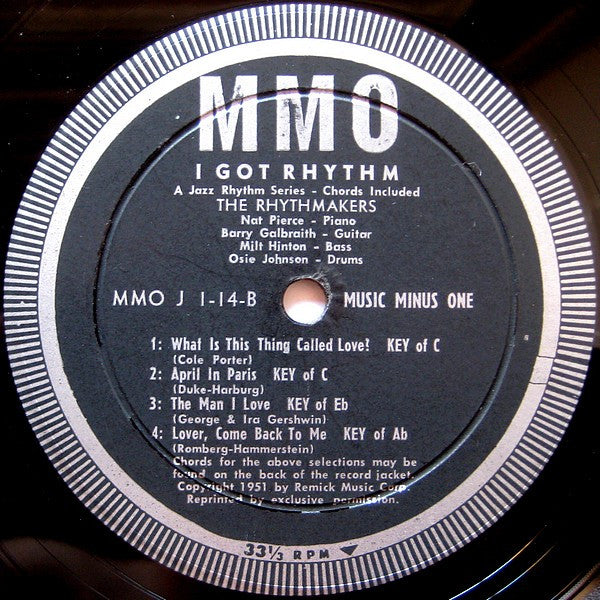 MMO
I GOT RHYTHM
A Jazz Rhythm Series - Chords Included
THE RHYTHMAKERS
Nat Pierce - Piano
Barry Galbraith - Guitar
Milt Hinton - Bass
Osie Johnson - Drums
MMO J 1-14-B MUSIC MINUS ONE
1: What Is This Thing Called Love? KEY of C
(Cole Porter)
2: April In Paris KEY of C
(Duke-Harburg)
3: The Man I Love KEY of Eb
(George & Ira Gershwin)
4: Lover, Come Back To Me KEY of Ab
(Romberg-Hammerstein)
Chords for the above selections may be
found on the back of the record jacket.
Copyright 1951 by Remick Music Corp.
Reprinted by exclusive permission.
33⅓ RPM